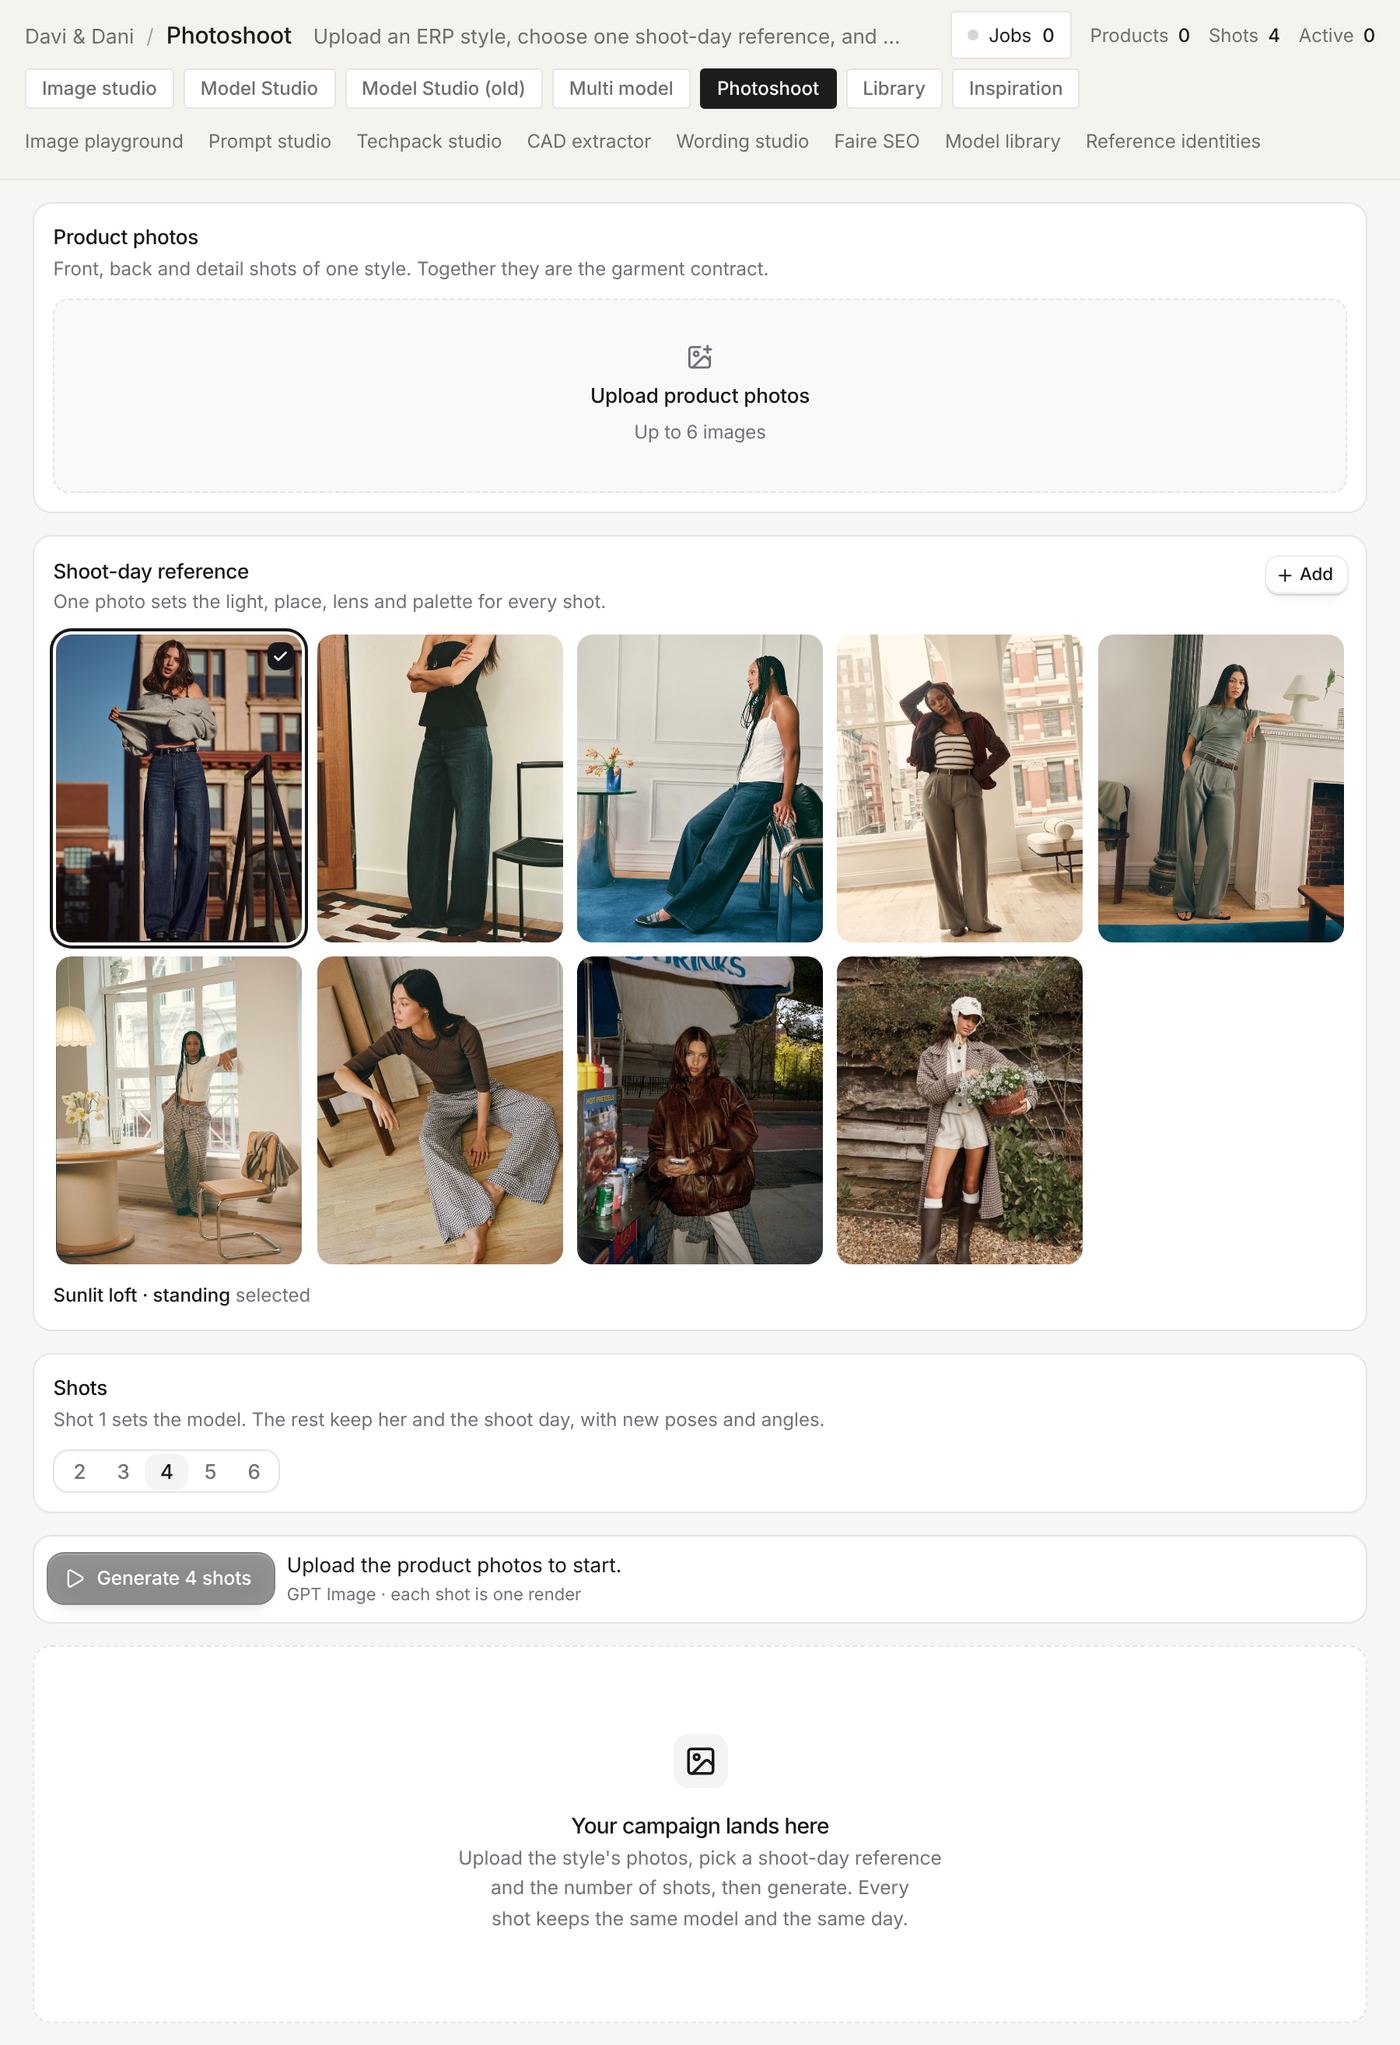 Davi & Dani / Photoshoot Upload an ERP style, choose one shoot-day reference, and ... Jobs 0 Products 0 Shots 4 Active 0
Image studio Model Studio Model Studio (old) Multi model Photoshoot Library Inspiration
Image playground Prompt studio Techpack studio CAD extractor Wording studio Faire SEO Model library Reference identities
Product photos
Front, back and detail shots of one style. Together they are the garment contract.
Upload product photos
Up to 6 images
Shoot-day reference
+ Add
One photo sets the light, place, lens and palette for every shot.
DRINKS
HOT PRETZELS
Sunlit loft · standing selected
Shots
Shot 1 sets the model. The rest keep her and the shoot day, with new poses and angles.
2 3 4 5 6
Generate 4 shots
Upload the product photos to start.
GPT Image · each shot is one render
Your campaign lands here
Upload the style's photos, pick a shoot-day reference
and the number of shots, then generate. Every
shot keeps the same model and the same day.